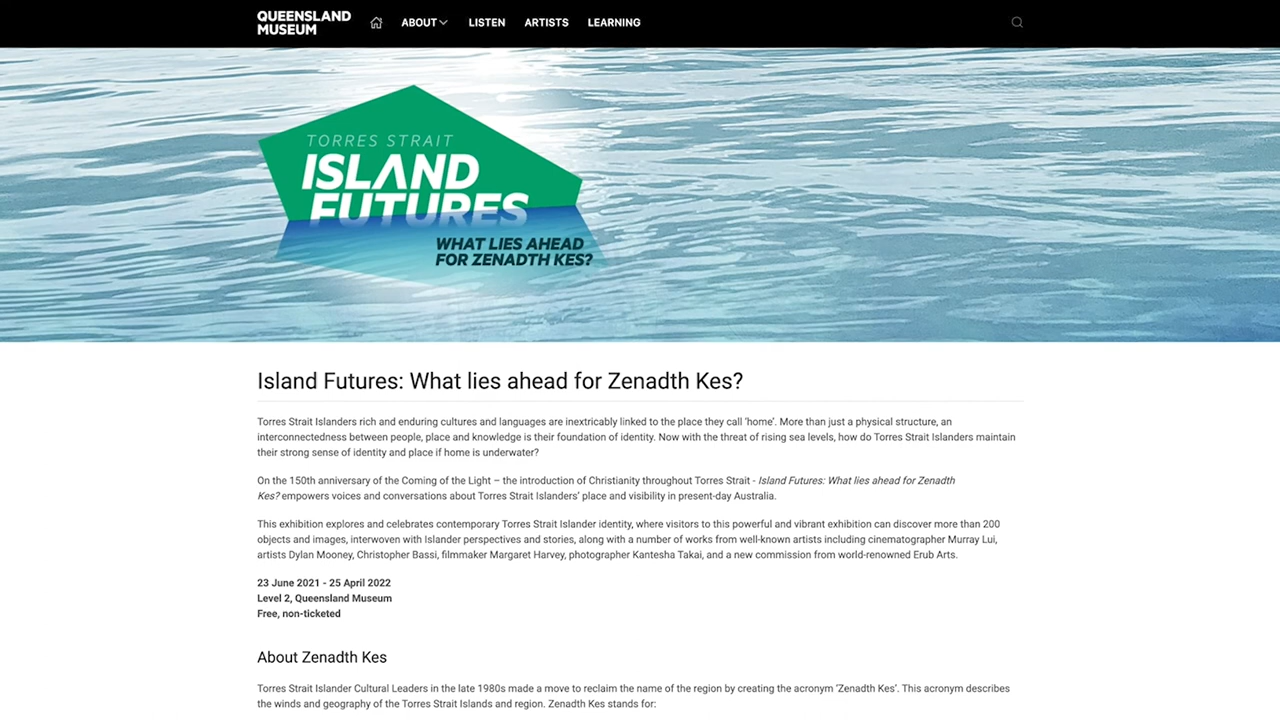 QUEENSLAND
MUSEUM
ABOUT
LISTEN
ARTISTS
LEARNING
TORRES STRAIT
ISLAND
FUTURES
WHAT LIES AHEAD
FOR ZENADTH KES?
Island Futures: What lies ahead for Zenadth Kes?
Torres Strait Islanders rich and enduring cultures and languages are inextricably linked to the place they call ‘home’. More than just a physical structure, an
interconnectedness between people, place and knowledge is their foundation of identity. Now with the threat of rising sea levels, how do Torres Strait Islanders maintain
their strong sense of identity and place if home is underwater?
On the 150th anniversary of the Coming of the Light – the introduction of Christianity throughout Torres Strait - Island Futures: What lies ahead for Zenadth
Kes? empowers voices and conversations about Torres Strait Islanders’ place and visibility in present-day Australia.
This exhibition explores and celebrates contemporary Torres Strait Islander identity, where visitors to this powerful and vibrant exhibition can discover more than 200
objects and images, interwoven with Islander perspectives and stories, along with a number of works from well-known artists including cinematographer Murray Lui,
artists Dylan Mooney, Christopher Bassi, filmmaker Margaret Harvey, photographer Kantesha Takai, and a new commission from world-renowned Erub Arts.
23 June 2021 - 25 April 2022
Level 2, Queensland Museum
Free, non-ticketed
About Zenadth Kes
Torres Strait Islander Cultural Leaders in the late 1980s made a move to reclaim the name of the region by creating the acronym ‘Zenadth Kes’. This acronym describes
the winds and geography of the Torres Strait Islands and region. Zenadth Kes stands for: